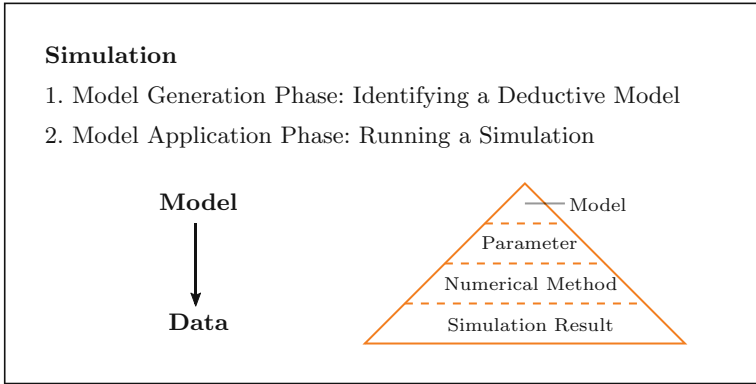 Simulation
1. Model Generation Phase: Identifying a Deductive Model
2. Model Application Phase: Running a Simulation
Model
Data
Model
Parameter
Numerical Method
Simulation Result